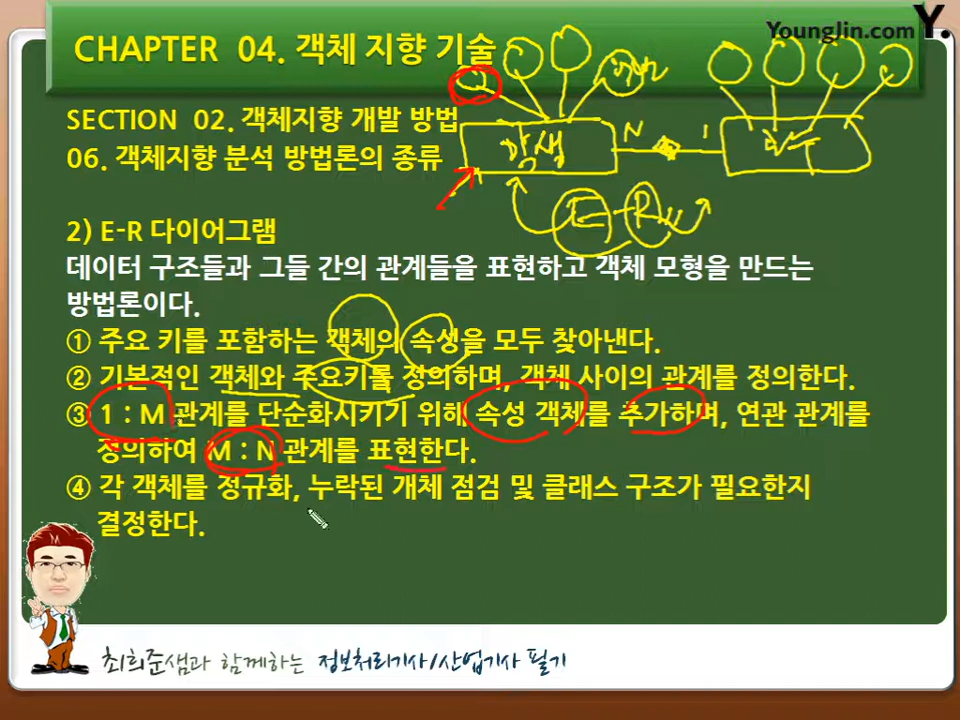 YoungJin.com Y.
CHAPTER 04. 객체 지향 기술
SECTION 02. 객체지향 개발 방법
06. 객체지향 분석 방법론의 종류
학번
N 1
E-R
2) E-R 다이어그램
데이터 구조들과 그들 간의 관계들을 표현하고 객체 모형을 만드는
방법론이다.
① 주요 키를 포함하는 객체의 속성을 모두 찾아낸다.
② 기본적인 객체와 주요키를 정의하며, 객체 사이의 관계를 정의한다.
③ 1 : M 관계를 단순화시키기 위해 속성 객체를 추가하며, 연관 관계를
정의하여 M : N 관계를 표현한다.
④ 각 객체를 정규화, 누락된 개체 점검 및 클래스 구조가 필요한지
결정한다.
최희준샘과 함께하는 정보처리기사/산업기사 필기